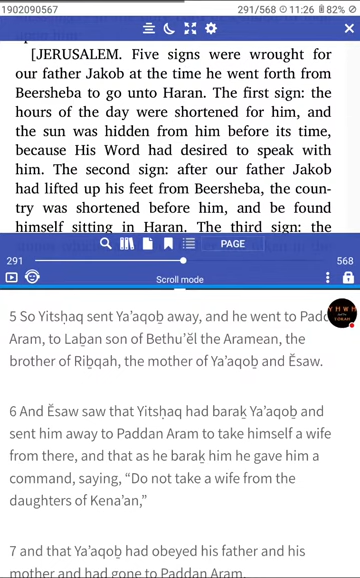 1902090567 291/568 11:26 82%
[JERUSALEM. Five signs were wrought for
our father Jakob at the time he went forth from
Beersheba to go unto Haran. The first sign: the
hours of the day were shortened for him, and
the sun was hidden from him before its time,
because His Word had desired to speak with
him. The second sign: after our father Jakob
had lifted up his feet from Beersheba, the coun-
try was shortened before him, and be found
himself sitting in Haran. The third sign: the
PAGE
291 568
Scroll mode
5 So Yitsḥaq sent Ya’aqoḇ away, and he went to Padd
Aram, to Laḇan son of Bethu’ĕl the Aramean, the
brother of Riḇqah, the mother of Ya’aqoḇ and Ĕsaw.
6 And Ĕsaw saw that Yitsḥaq had baraḵ Ya’aqoḇ and
sent him away to Paddan Aram to take himself a wife
from there, and that as he baraḵ him he gave him a
command, saying, “Do not take a wife from the
daughters of Kena’an,”
7 and that Ya’aqoḇ had obeyed his father and his
mother and had gone to Paddan Aram.